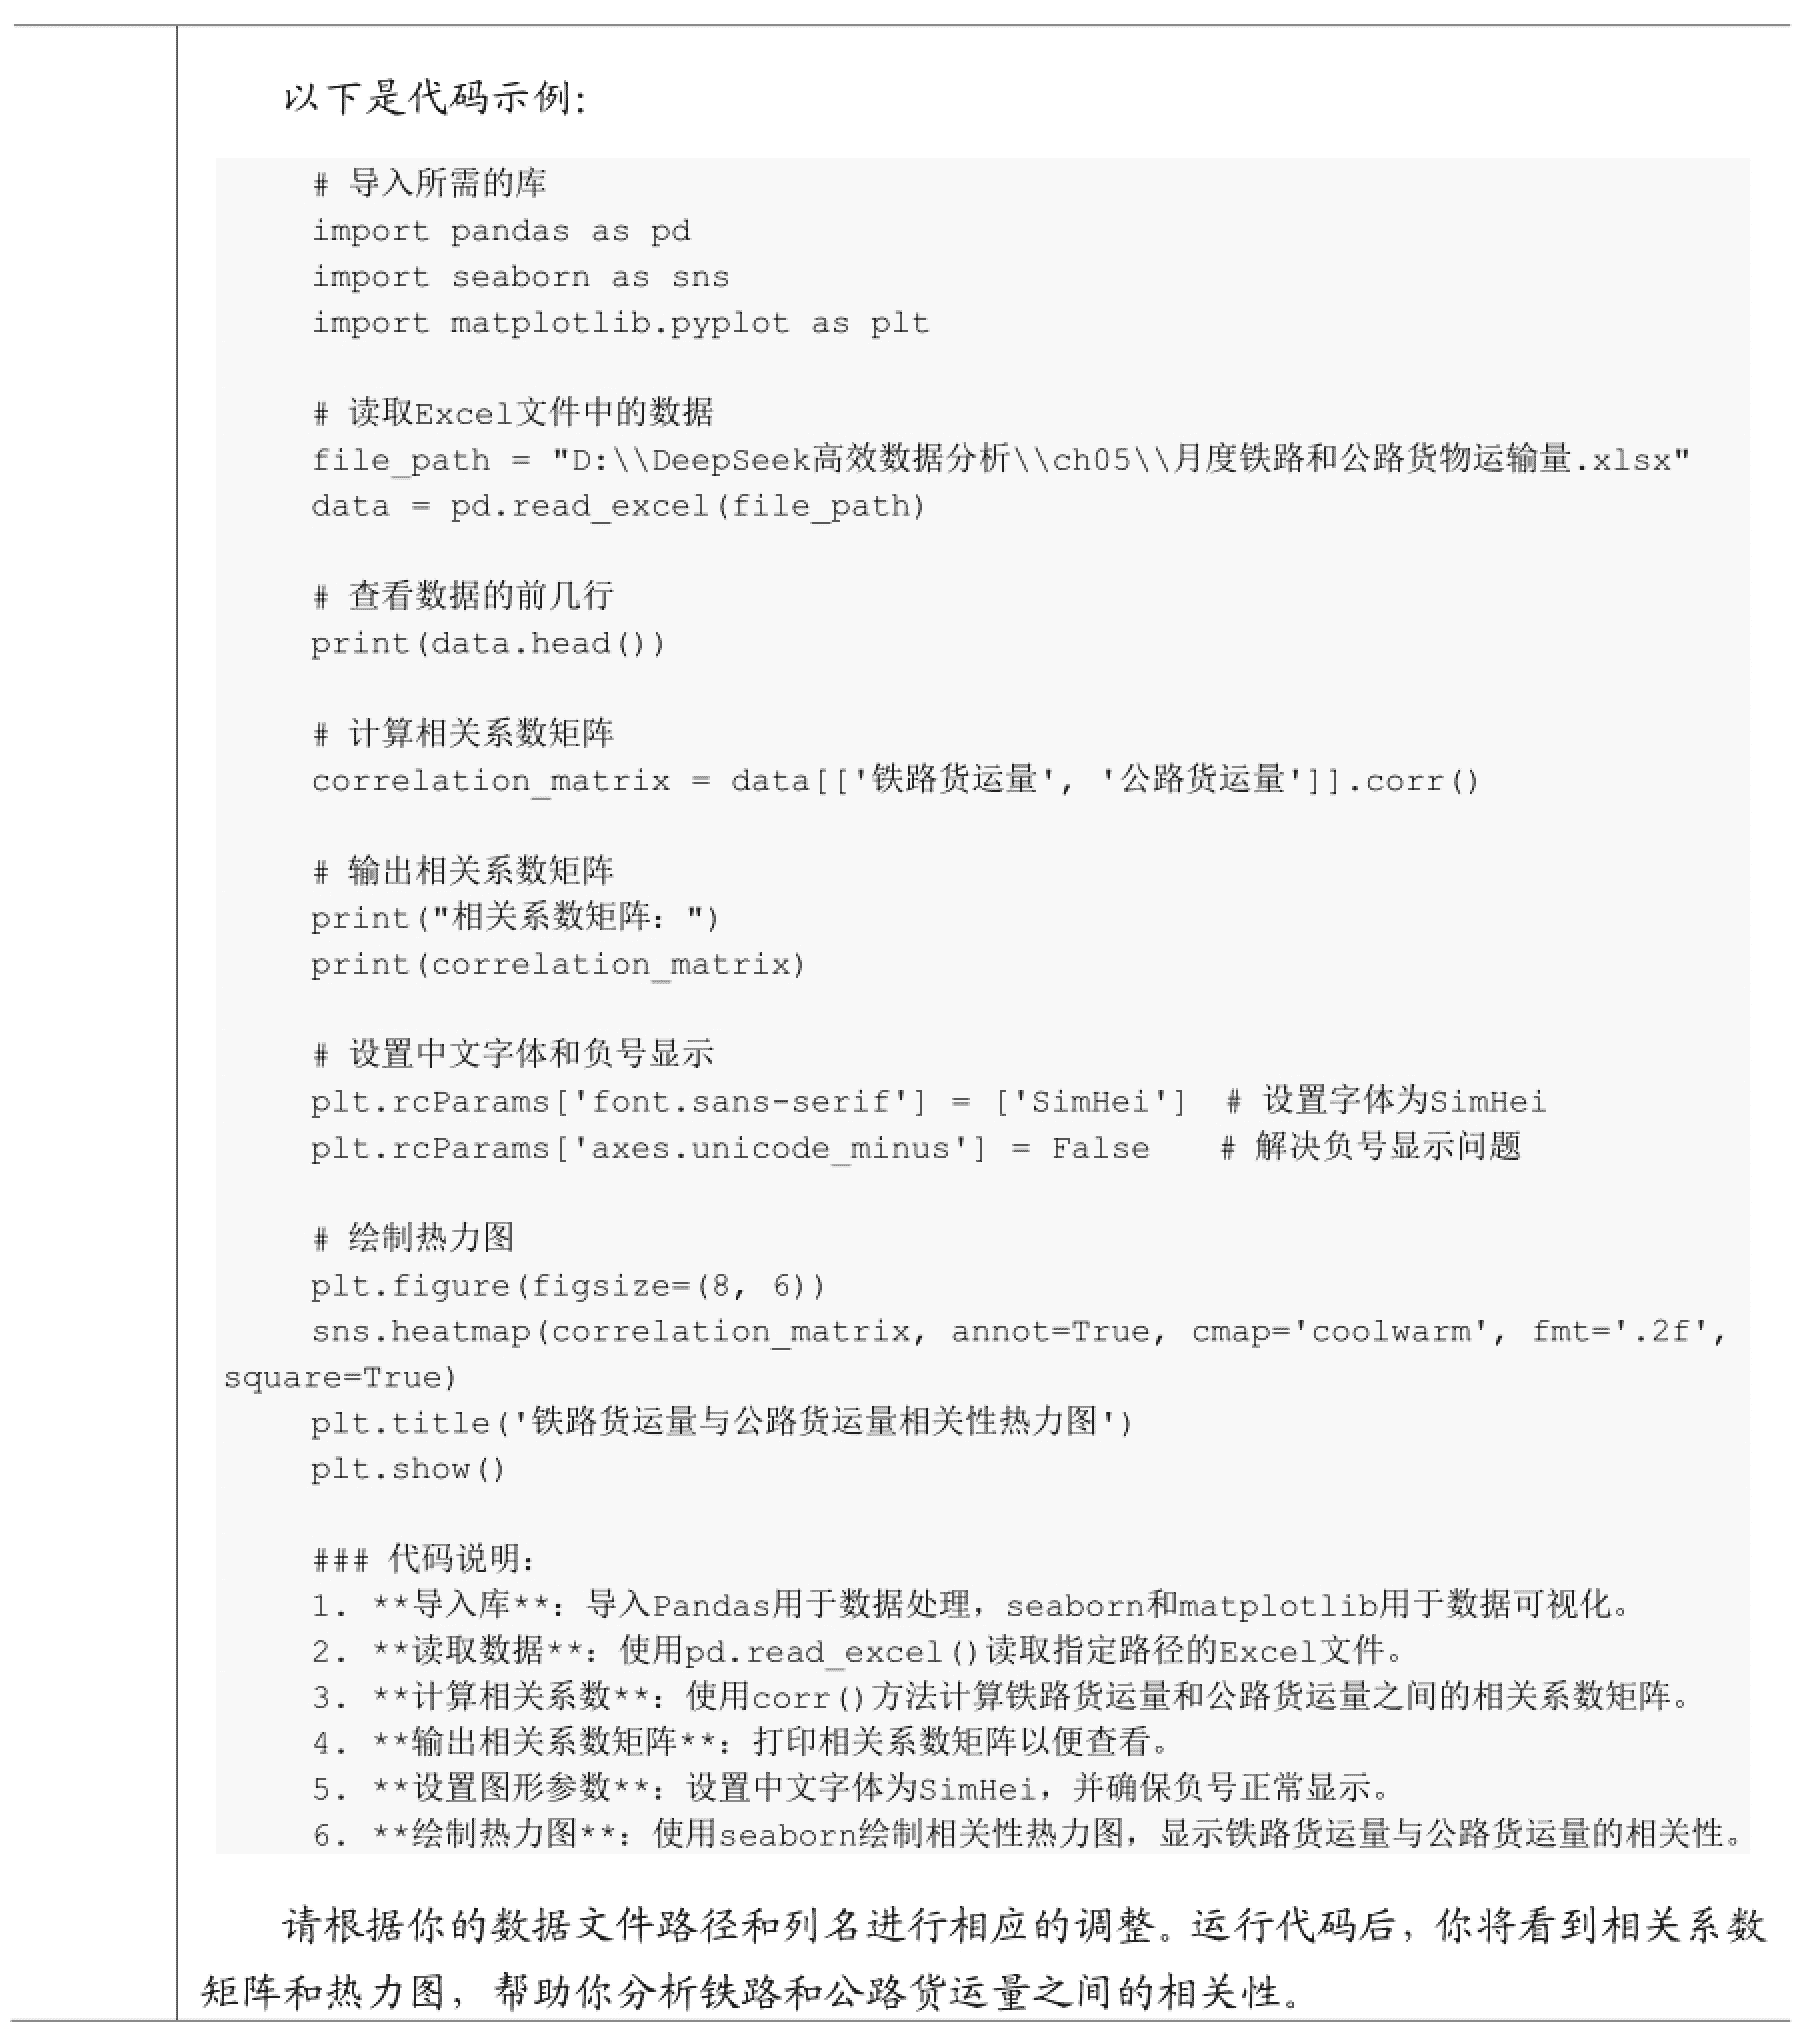 以下是代码示例：
# 导入所需的库
import pandas as pd
import seaborn as sns
import matplotlib.pyplot as plt
# 读取Excel文件中的数据
file_path = "D:\\DeepSeek高效数据分析\\ch05\\月度铁路和公路货物运输量.xlsx"
data = pd.read_excel(file_path)
# 查看数据的前几行
print(data.head())
# 计算相关系数矩阵
correlation_matrix = data[['铁路货运量', '公路货运量']].corr()
# 输出相关系数矩阵
print("相关系数矩阵：")
print(correlation_matrix)
# 设置中文字体和负号显示
plt.rcParams['font.sans-serif'] = ['SimHei']  # 设置字体为SimHei
plt.rcParams['axes.unicode_minus'] = False   # 解决负号显示问题
# 绘制热力图
plt.figure(figsize=(8, 6))
sns.heatmap(correlation_matrix, annot=True, cmap='coolwarm', fmt='.2f',
square=True)
plt.title('铁路货运量与公路货运量相关性热力图')
plt.show()
### 代码说明：
1. **导入库**：导入Pandas用于数据处理，seaborn和matplotlib用于数据可视化。
2. **读取数据**：使用pd.read_excel()读取指定路径的Excel文件。
3. **计算相关系数**：使用corr()方法计算铁路货运量和公路货运量之间的相关系数矩阵。
4. **输出相关系数矩阵**：打印相关系数矩阵以便查看。
5. **设置图形参数**：设置中文字体为SimHei，并确保负号正常显示。
6. **绘制热力图**：使用seaborn绘制相关性热力图，显示铁路货运量与公路货运量的相关性。
请根据你的数据文件路径和列名进行相应的调整。运行代码后，你将看到相关系数
矩阵和热力图，帮助你分析铁路和公路货运量之间的相关性。